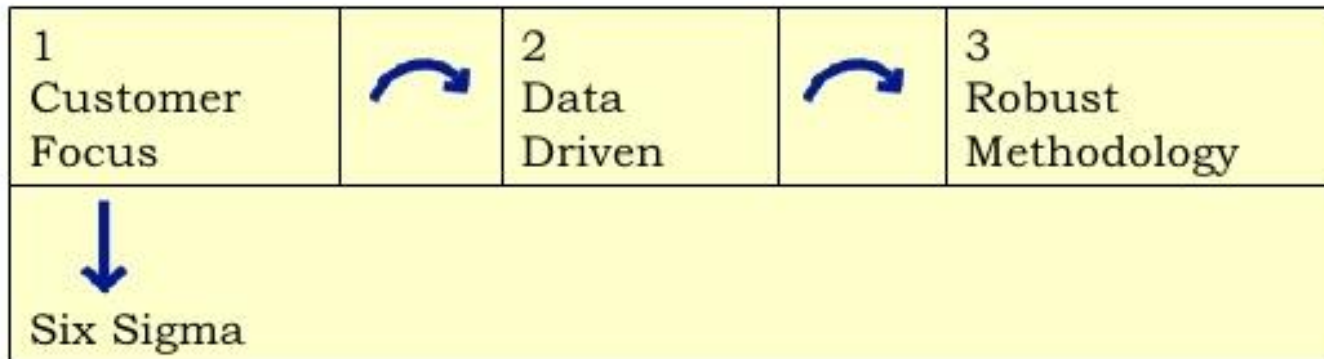 1
Customer
Focus
2
Data
Driven
3
Robust
Methodology
Six Sigma